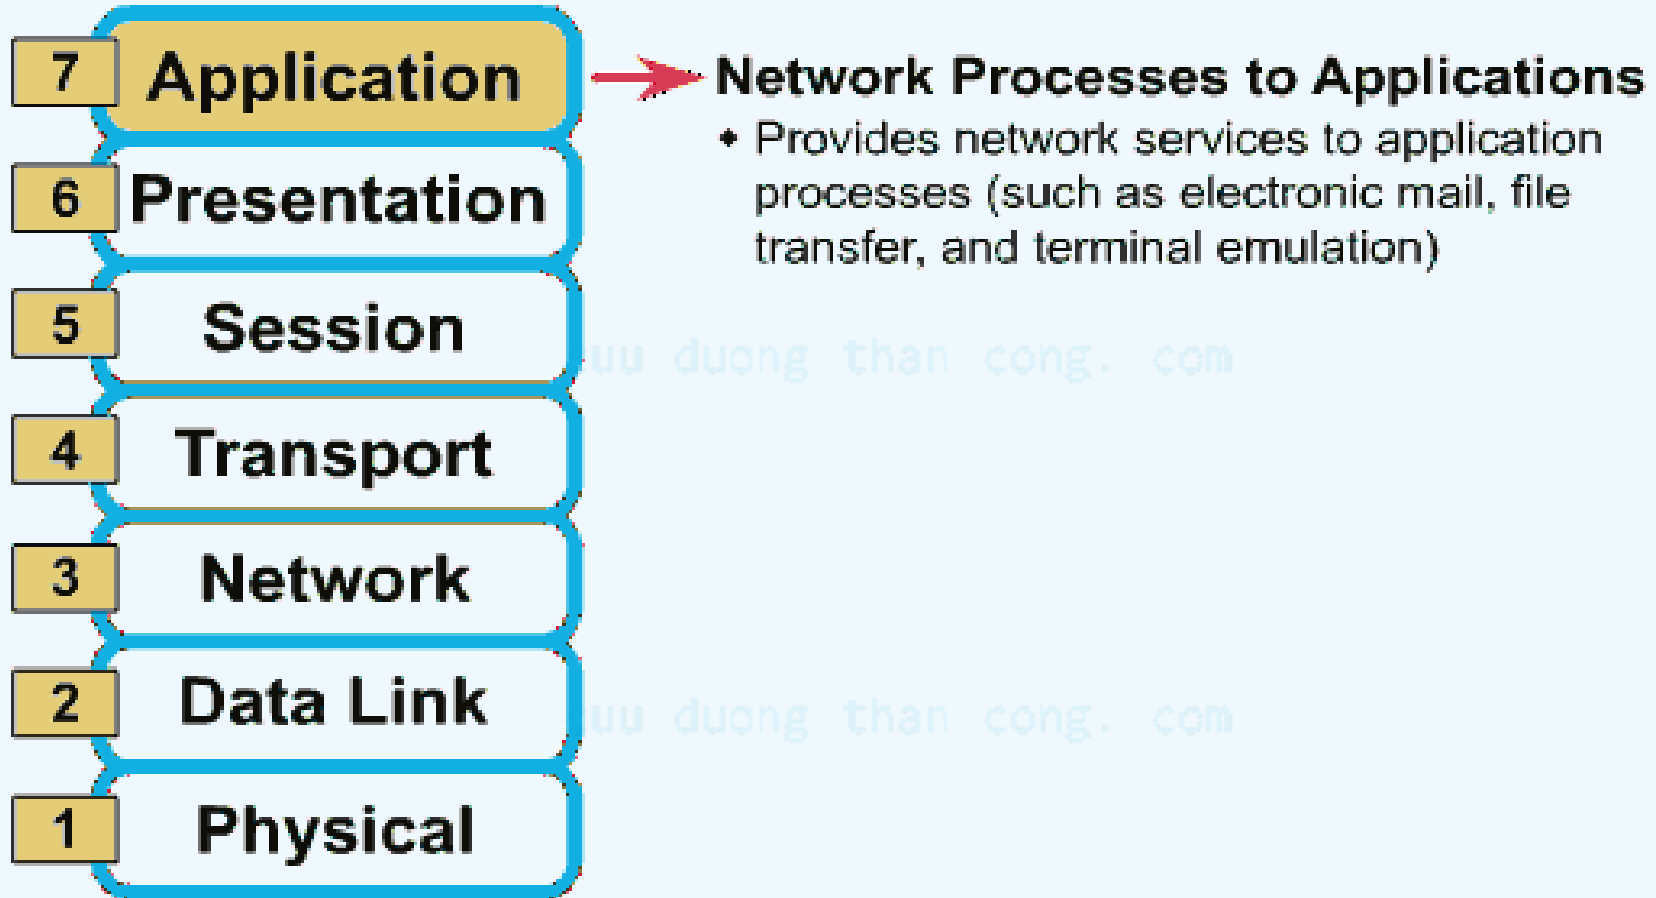 7 Application
Network Processes to Applications
• Provides network services to application
processes (such as electronic mail, file
transfer, and terminal emulation)
6 Presentation
5 Session
duong than cong. com
4 Transport
3 Network
2 Data Link
duong than cong. com
1 Physical